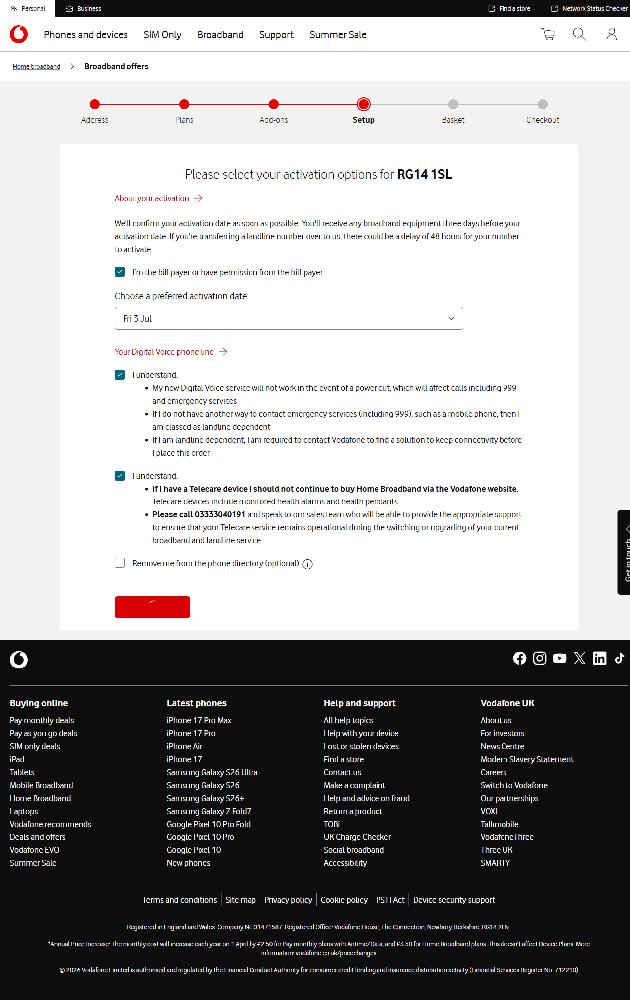 Personal
Business
Find a store
Network Status Checker
Phones and devices
SIM Only
Broadband
Support
Summer Sale
Home broadband
Broadband offers
Address
Plans
Add-ons
Setup
Basket
Checkout
Please select your activation options for RG14 1SL
About your activation
We'll confirm your activation date as soon as possible. You'll receive any broadband equipment three days before your
activation date. If you’re transferring a landline number over to us, there could be a delay of 48 hours for your number
to activate.
I’m the bill payer or have permission from the bill payer
Choose a preferred activation date
Fri 3 Jul
Your Digital Voice phone line
I understand:
• My new Digital Voice service will not work in the event of a power cut, which will affect calls including 999
and emergency services
• If I do not have another way to contact emergency services (including 999), such as a mobile phone, then I
am classed as landline dependent
• If I am landline dependent, I am required to contact Vodafone to find a solution to keep connectivity before
I place this order
I understand:
• If I have a Telecare device I should not continue to buy Home Broadband via the Vodafone website.
Telecare devices include monitored health alarms and health pendants.
• Please call 03333040191 and speak to our sales team who will be able to provide the appropriate support
to ensure that your Telecare service remains operational during the switching or upgrading of your current
broadband and landline service.
Get in touch
Remove me from the phone directory (optional)
Buying online
Pay monthly deals
Pay as you go deals
SIM only deals
iPad
Tablets
Mobile Broadband
Home Broadband
Laptops
Vodafone recommends
Deals and offers
Vodafone EVO
Summer Sale
Latest phones
iPhone 17 Pro Max
iPhone 17 Pro
iPhone Air
iPhone 17
Samsung Galaxy S26 Ultra
Samsung Galaxy S26
Samsung Galaxy S26+
Samsung Galaxy Z Fold7
Google Pixel 10 Pro Fold
Google Pixel 10 Pro
Google Pixel 10
New phones
Help and support
All help topics
Help with your device
Lost or stolen devices
Find a store
Contact us
Make a complaint
Help and advice on fraud
Return a product
TOBi
UK Charge Checker
Social broadband
Accessibility
Vodafone UK
About us
For investors
News Centre
Modern Slavery Statement
Careers
Switch to Vodafone
Our partnerships
VOXI
Talkmobile
VodafoneThree
Three UK
SMARTY
Terms and conditions
Site map
Privacy policy
Cookie policy
PSTI Act
Device security support
Registered in England and Wales. Company No 01471587. Registered Office: Vodafone House, The Connection, Newbury, Berkshire, RG14 2FN.
*Annual Price Increase: The monthly cost will increase each year on 1 April by £2.50 for Pay monthly plans with Airtime/Data, and £3.50 for Home Broadband plans. This doesn't affect Device Plans. More
information: vodafone.co.uk/pricechanges
© 2026 Vodafone Limited is authorised and regulated by the Financial Conduct Authority for consumer credit lending and insurance distribution activity (Financial Services Register No. 712210)